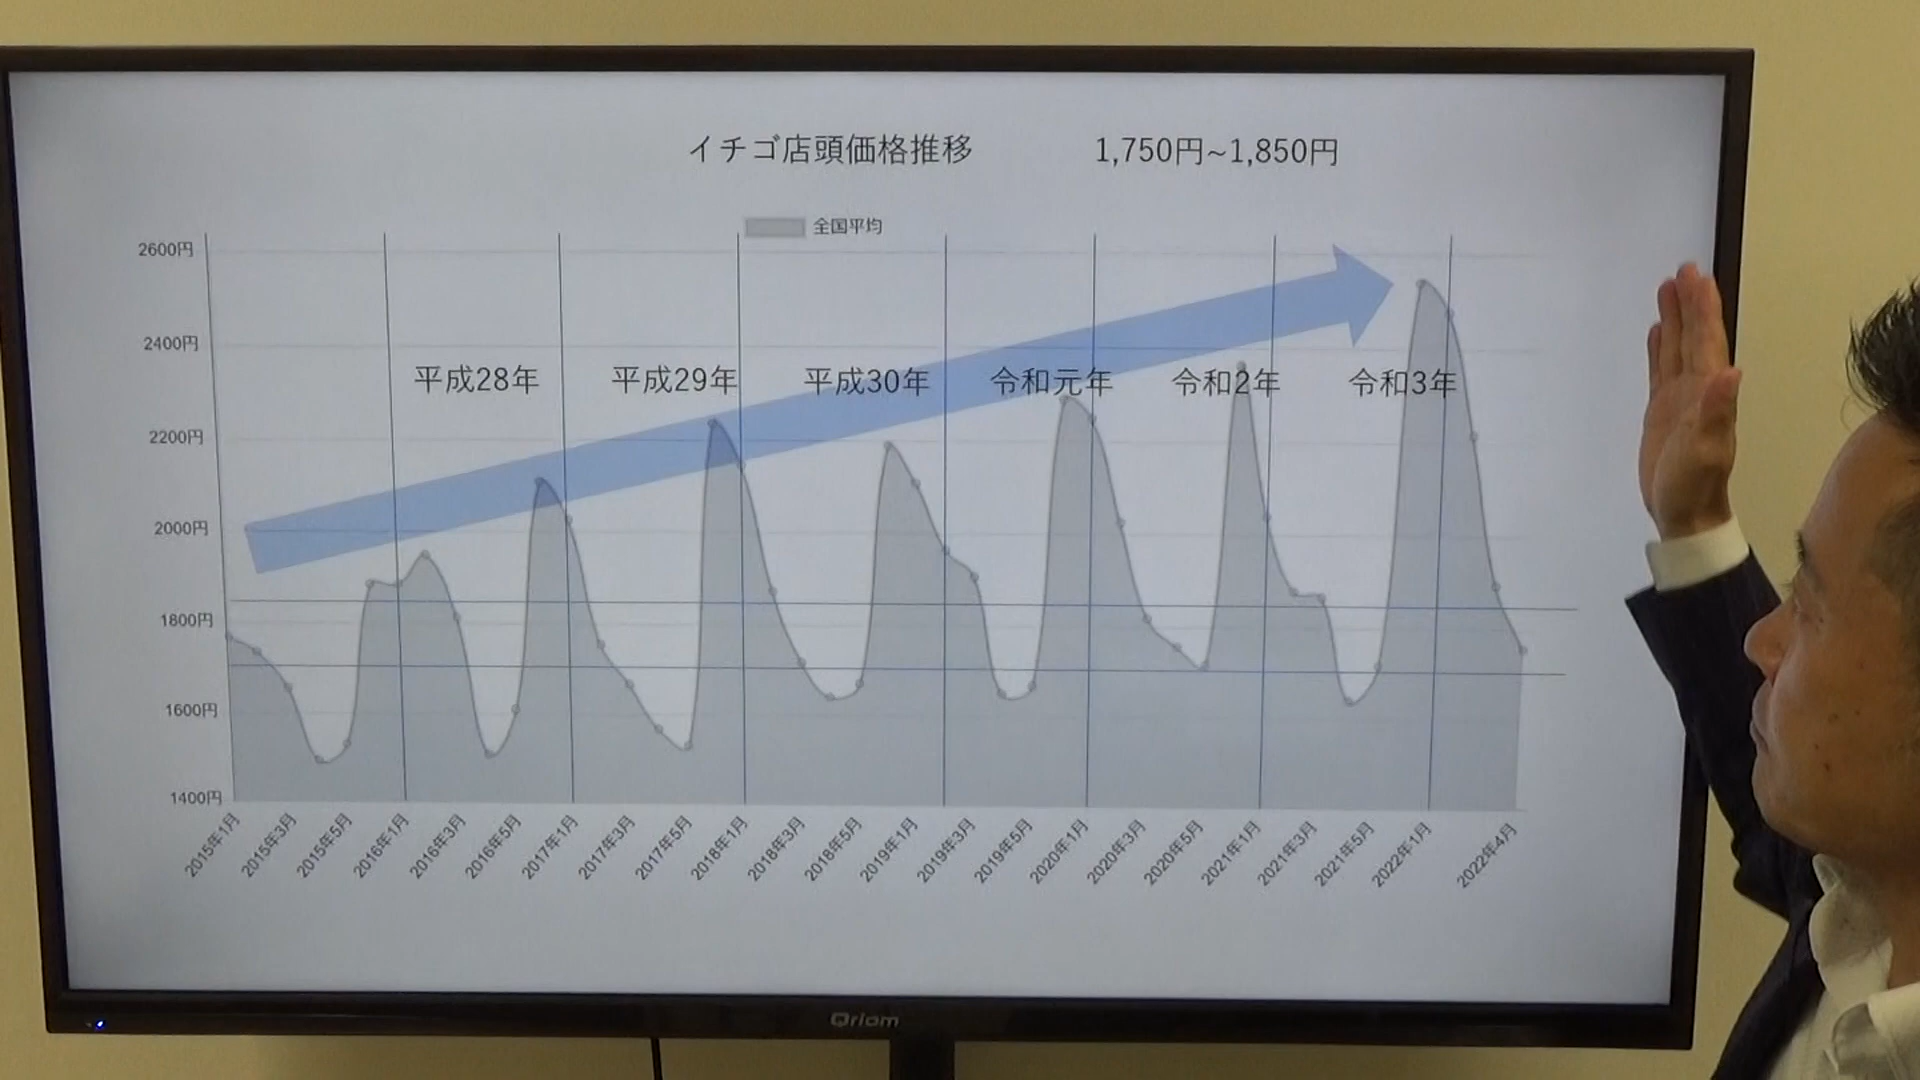 イチゴ店頭価格推移 1,750円~1,850円
全国平均
2600円
2400円
2200円
2000円
1800円
1600円
1400円
平成28年 平成29年 平成30年 令和元年 令和2年 令和3年
2015年1月 2015年3月 2015年5月 2016年1月 2016年3月 2016年5月 2017年1月 2017年3月 2017年5月 2018年1月 2018年3月 2018年5月 2019年1月 2019年3月 2019年5月 2020年1月 2020年3月 2020年5月 2021年1月 2021年3月 2021年5月 2022年1月 2022年4月
Qriom